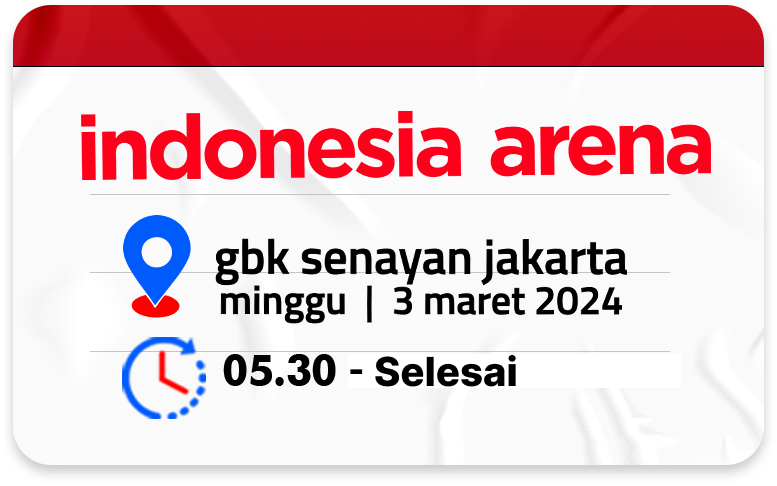 indonesia arena
gbk senayan jakarta
minggu | 3 maret 2024
05.30 - Selesai